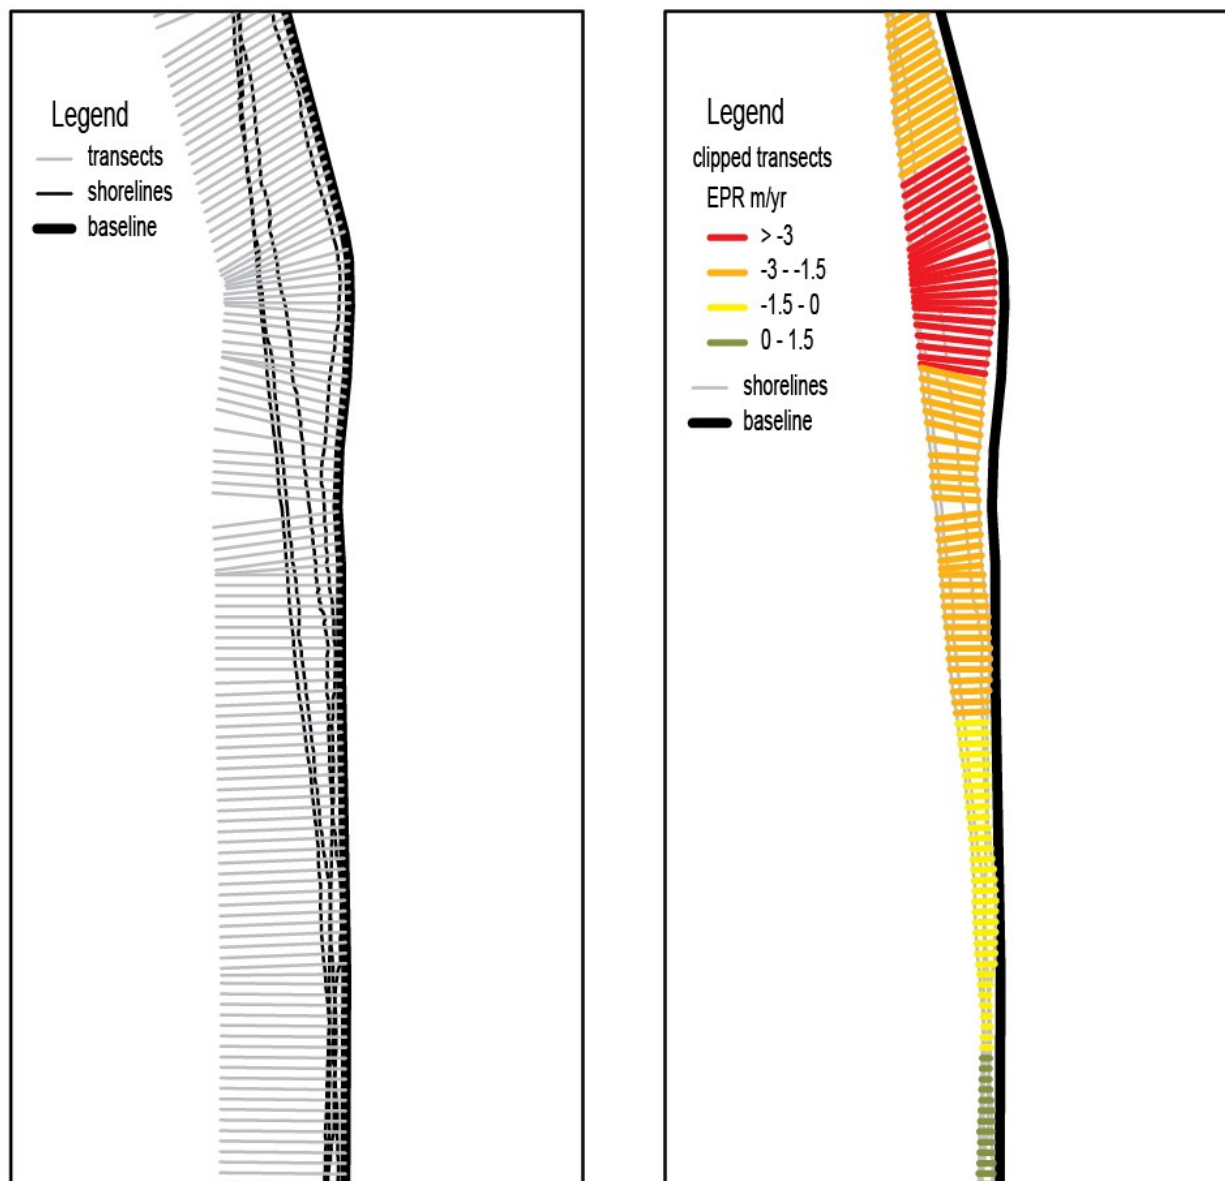 Legend
transects
shorelines
baseline
Legend
clipped transects
EPR m/yr
> -3
-3 - -1.5
-1.5 - 0
0 - 1.5
shorelines
baseline